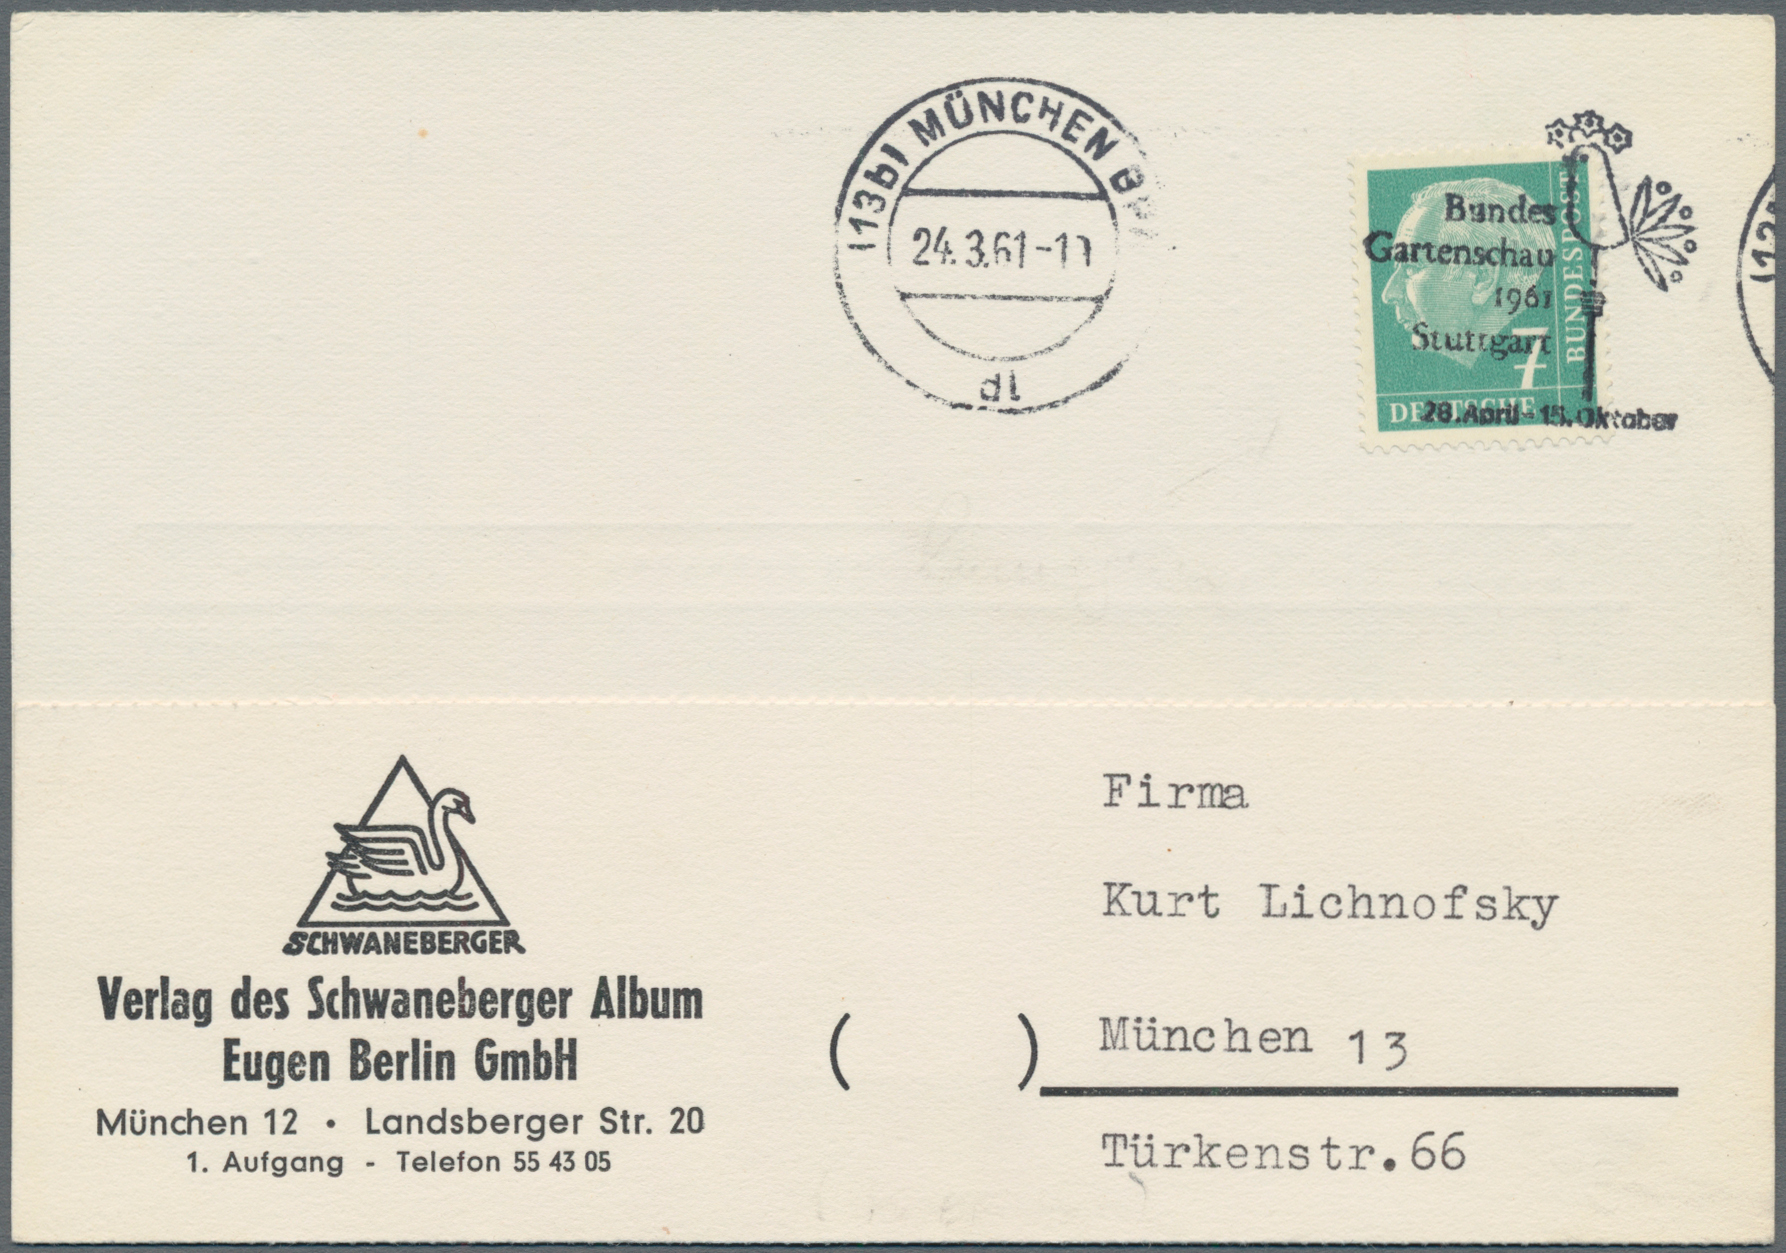 (13b) MÜNCHEN
24.3.61-11
Bundes
Gartenschau
1961
Stuttgart
28.April-15.Oktober
7
DEUTSCHE
BUNDESPOST
SCHWANEBERGER
Verlag des Schwaneberger Album
Eugen Berlin GmbH
München 12 • Landsberger Str. 20
1. Aufgang - Telefon 55 43 05
Firma
Kurt Lichnofsky
( ) München 13
Türkenstr.66